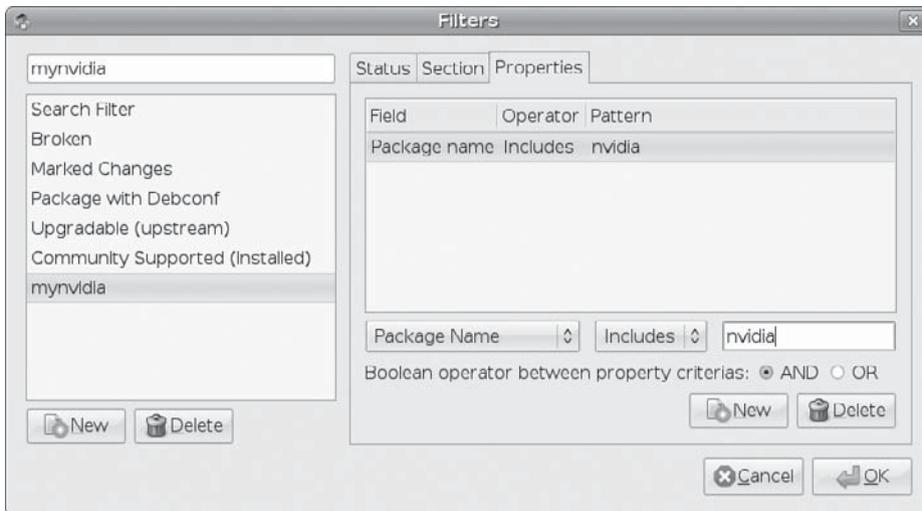 Filters
mynvidia
Search Filter
Broken
Marked Changes
Package with Debconf
Upgradable (upstream)
Community Supported (installed)
mynvidia
New
Delete
Status
Section
Properties
Field Operator Pattern
Package name Includes nvidia
Package Name
Includes
nvidia
Boolean operator between property criterias: AND OR
New
Delete
Cancel
OK